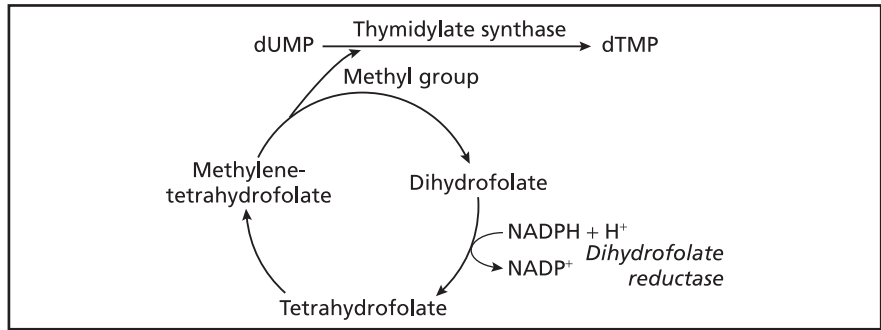 Thymidylate synthase
dUMP
dTMP
Methyl group
Methylene-
tetrahydrofolate
Dihydrofolate
NADPH + H⁺
Dihydrofolate
reductase
NADP⁺
Tetrahydrofolate